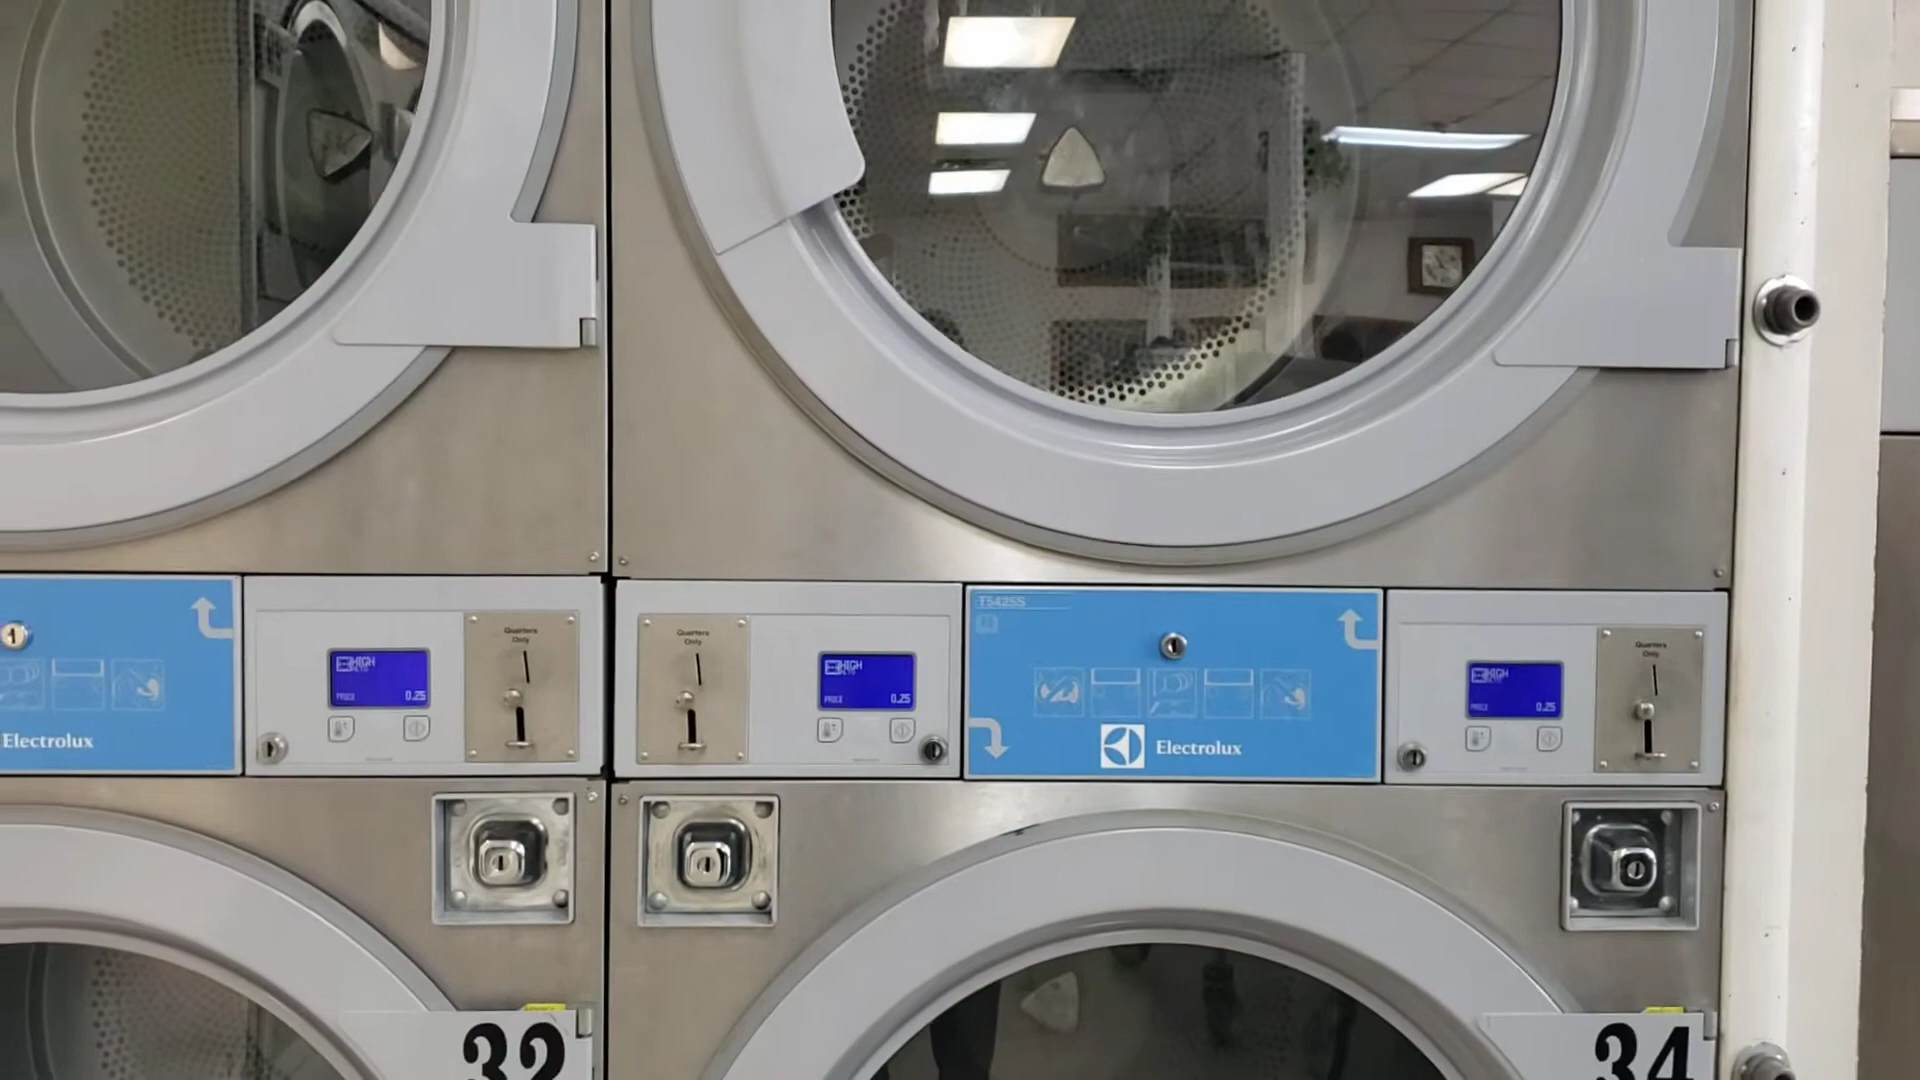 Quarters
Only
HIGH
PRICE 0.25
Electrolux
Quarters
Only
HIGH
PRICE 0.25
T5425S
Electrolux
HIGH
PRICE 0.25
Quarters
Only
32
34